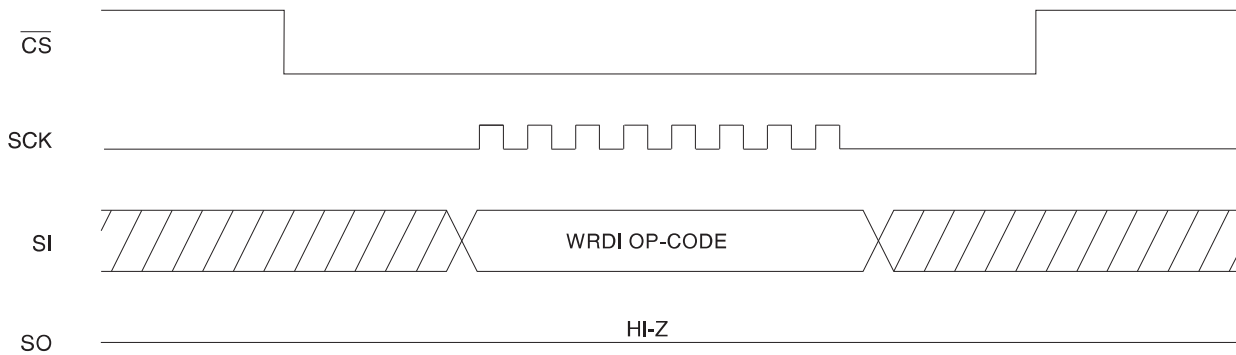 CS
SCK
SI
WRDI OP-CODE
HI-Z
SO